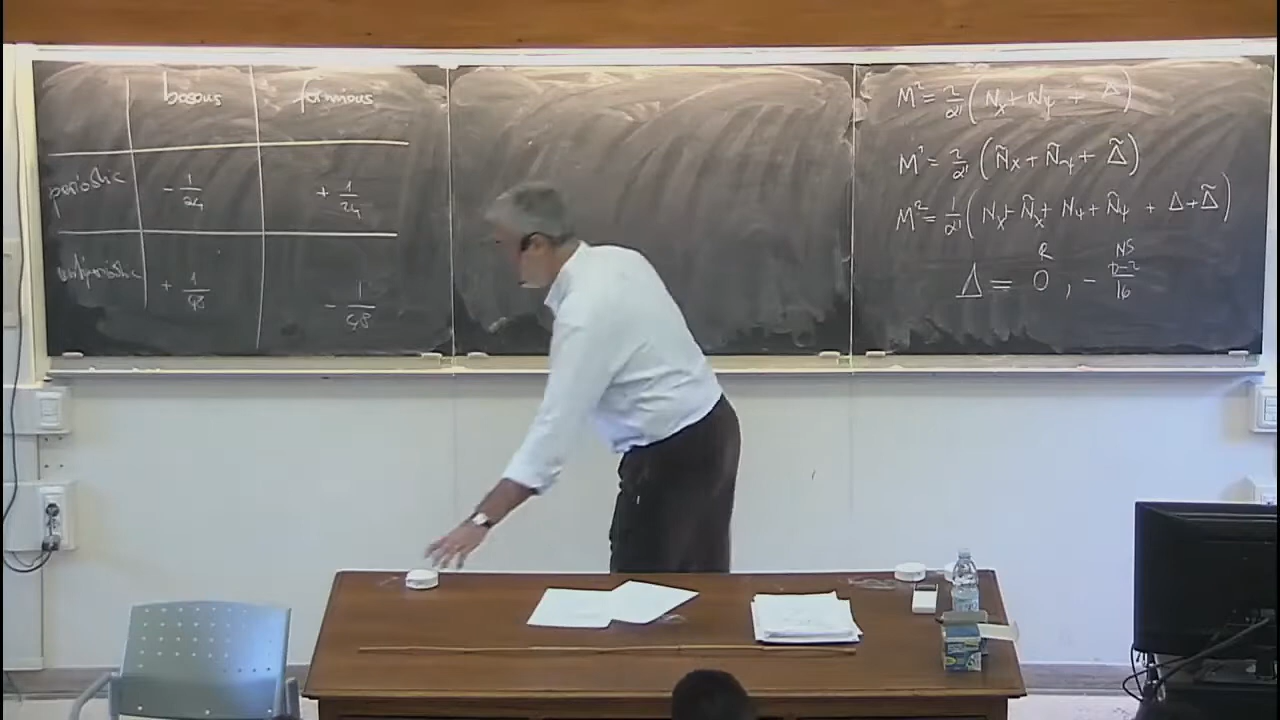 bosons fermions
periodic - 1/24 + 1/24
antiperiodic + 1/48 - 1/48
M² = 2/α' ( N_x + N_ψ + Δ )
M² = 2/α' ( Ñ_x + Ñ_ψ + Δ̃ )
M² = 1/α' ( N_x + Ñ_x + N_ψ + Ñ_ψ + Δ + Δ̃ )
R NS
Δ = 0 , - D-2/16